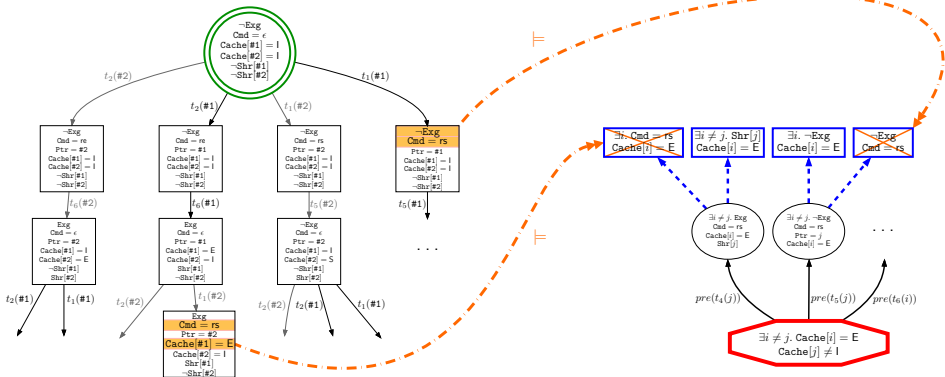 ¬Exg
Cmd = ϵ
Cache[#1] = I
Cache[#2] = I
¬Shr[#1]
¬Shr[#2]
t₂(#2)
t₂(#1)
t₁(#2)
t₁(#1)
¬Exg
Cmd = re
Ptr = #2
Cache[#1] = I
Cache[#2] = I
¬Shr[#1]
¬Shr[#2]
¬Exg
Cmd = re
Ptr = #1
Cache[#1] = I
Cache[#2] = I
¬Shr[#1]
¬Shr[#2]
¬Exg
Cmd = rs
Ptr = #2
Cache[#1] = I
Cache[#2] = I
¬Shr[#1]
¬Shr[#2]
¬Exg
Cmd = rs
Ptr = #1
Cache[#1] = I
Cache[#2] = I
¬Shr[#1]
¬Shr[#2]
t₆(#2)
t₆(#1)
t₅(#2)
t₅(#1)
Exg
Cmd = ϵ
Ptr = #2
Cache[#1] = I
Cache[#2] = E
¬Shr[#1]
Shr[#2]
Exg
Cmd = ϵ
Ptr = #1
Cache[#1] = E
Cache[#2] = I
Shr[#1]
¬Shr[#2]
¬Exg
Cmd = ϵ
Ptr = #2
Cache[#1] = I
Cache[#2] = S
¬Shr[#1]
Shr[#2]
. . .
t₂(#1)
t₁(#1)
t₂(#2)
t₁(#2)
t₂(#2)
t₂(#1)
t₁(#1)
Exg
Cmd = rs
Ptr = #2
Cache[#1] = E
Cache[#2] = I
Shr[#1]
¬Shr[#2]
⊨
⊨
∃i. Cmd = rs
Cache[i] = E
∃i ≠ j. Shr[j]
Cache[i] = E
∃i. ¬Exg
Cache[i] = E
¬Exg
Cmd = rs
∃i ≠ j. Exg
Cmd = rs
Cache[i] = E
Shr[j]
∃i ≠ j. ¬Exg
Cmd = rs
Ptr = j
Cache[i] = E
. . .
pre(t₄(j))
pre(t₅(j))
pre(t₆(i))
∃i ≠ j. Cache[i] = E
Cache[j] ≠ I